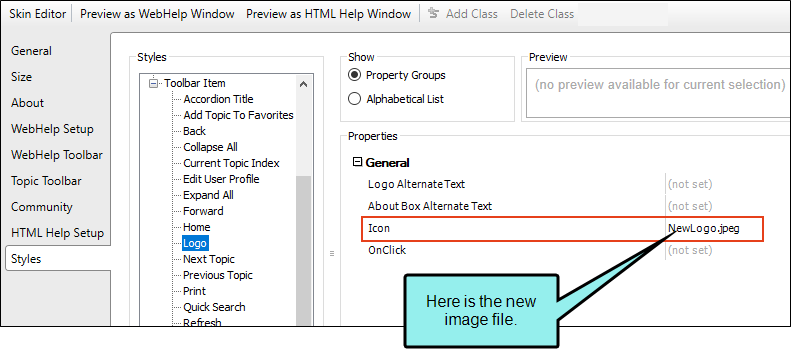 Skin Editor Preview as WebHelp Window Preview as HTML Help Window Add Class Delete Class
General
Size
About
WebHelp Setup
WebHelp Toolbar
Topic Toolbar
Community
HTML Help Setup
Styles
Styles
Toolbar Item
Accordion Title
Add Topic To Favorites
Back
Collapse All
Current Topic Index
Edit User Profile
Expand All
Forward
Home
Logo
Next Topic
Previous Topic
Print
Quick Search
Refresh
Show
Property Groups
Alphabetical List
Preview
(no preview available for current selection)
Properties
General
Logo Alternate Text (not set)
About Box Alternate Text (not set)
Icon NewLogo.jpeg
OnClick (not set)
Here is the new
image file.